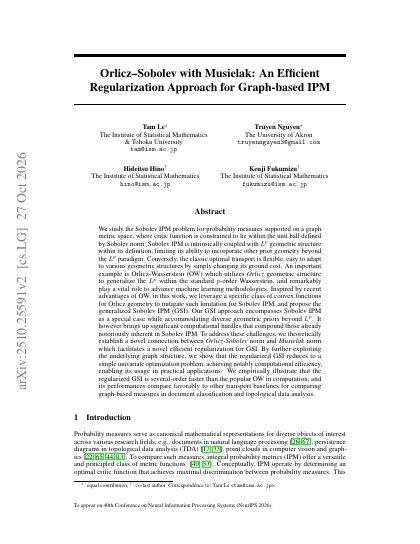 Orlicz–Sobolev with Musielak: An Efficient
Regularization Approach for Graph-based IPM
Tam Le*
The Institute of Statistical Mathematics
& Tohoku University
tam@ism.ac.jp
Truyen Nguyen*
The University of Akron
truyennguyen3@gmail.com
Hideitsu Hino†
The Institute of Statistical Mathematics
hino@ism.ac.jp
Kenji Fukumizu†
The Institute of Statistical Mathematics
fukumizu@ism.ac.jp
arXiv:2510.25591v2 [cs.LG] 27 Oct 2026
Abstract
We study the Sobolev IPM problem for probability measures supported on a graph
metric space, where critic function is constrained to lie within the unit ball defined
by Sobolev norm. Sobolev IPM is intrinsically coupled with Lᵖ geometric structure
within its definition, limiting its ability to incorporate other prior geometry beyond
the Lᵖ paradigm. Conversely, the classic optimal transport is flexible, easy to adapt
to various geometric structures by simply changing its ground cost. An important
example is Orlicz-Wasserstein (OW) which utilizes Orlicz geometric structure
to generalize the Lᵖ within the standard p-order Wasserstein, and remarkably
play a vital role to advance machine learning methodologies. Inspired by recent
advantages of OW, in this work, we leverage a specific class of convex functions
for Orlicz geometry to mitigate such limitation for Sobolev IPM, and propose the
generalized Sobolev IPM (GSI). Our GSI approach encompasses Sobolev IPM
as a special case while accommodating diverse geometric priors beyond Lᵖ. It
however brings up significant computational hurdles that compound those already
notoriously inherent in Sobolev IPM. To address these challenges, we theoretically
establish a novel connection between Orlicz-Sobolev norm and Musielak norm
which facilitates a novel efficient regularization for GSI. By further exploiting
the underlying graph structure, we show that the regularized GSI reduces to a
simple univariate optimization problem, achieving notably computational efficiency,
enabling its usage in practical applications. We empirically illustrate that the
regularized GSI is several-order faster than the popular OW in computation, and
its performances compare favorably to other transport baselines for comparing
graph-based measures in document classification and topological data analysis.
1 Introduction
Probability measures serve as canonical mathematical representations for diverse objects of interest
across various research fields, e.g., documents in natural language processing [26, 67], persistence
diagrams in topological data analysis (TDA) [17, 33], point clouds in computer vision and graph-
ics To compare such measures, integral probability metrics (IPM) offer a versatile
and principled class of metric functions Conceptually, IPM operate by determining an
optimal critic function that achieves maximal discrimination between probability measures. This
*: equal contribution; †: co-last author. Correspondence to: Tam Le <tam@ism.ac.jp>.
To appear on 40th Conference on Neural Information Processing Systems (NeurIPS 2026).